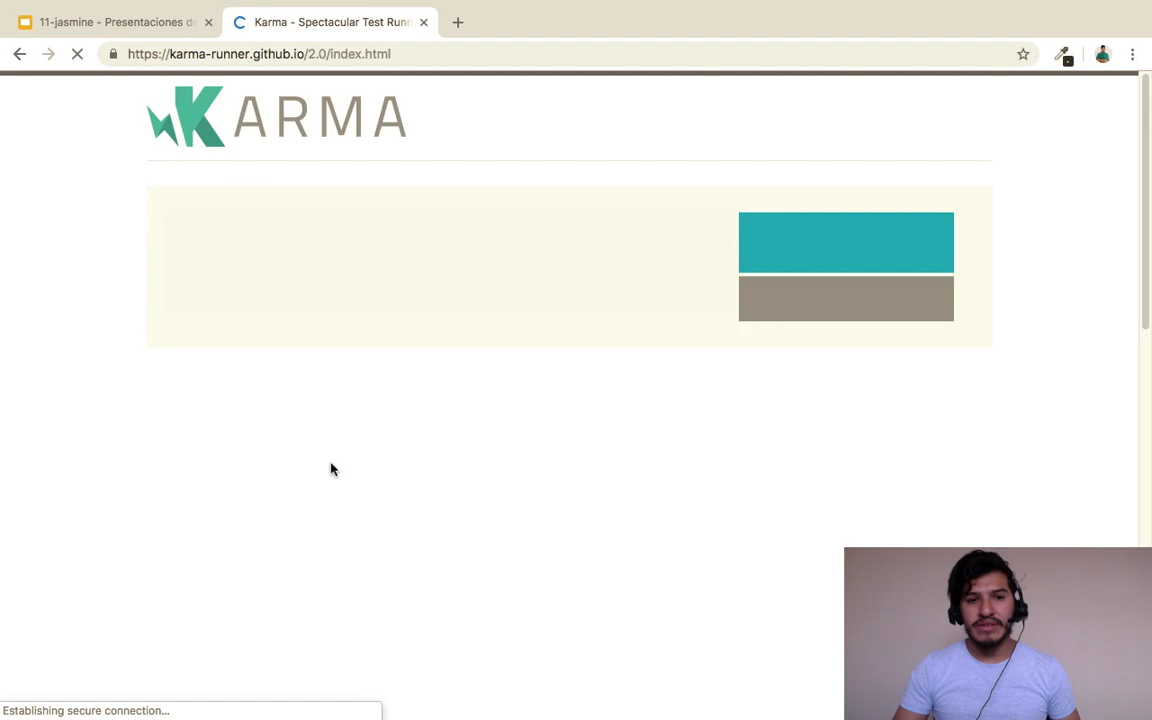 11-jasmine - Presentaciones de
Karma - Spectacular Test Runn
https://karma-runner.github.io/2.0/index.html
KARMA
Establishing secure connection...